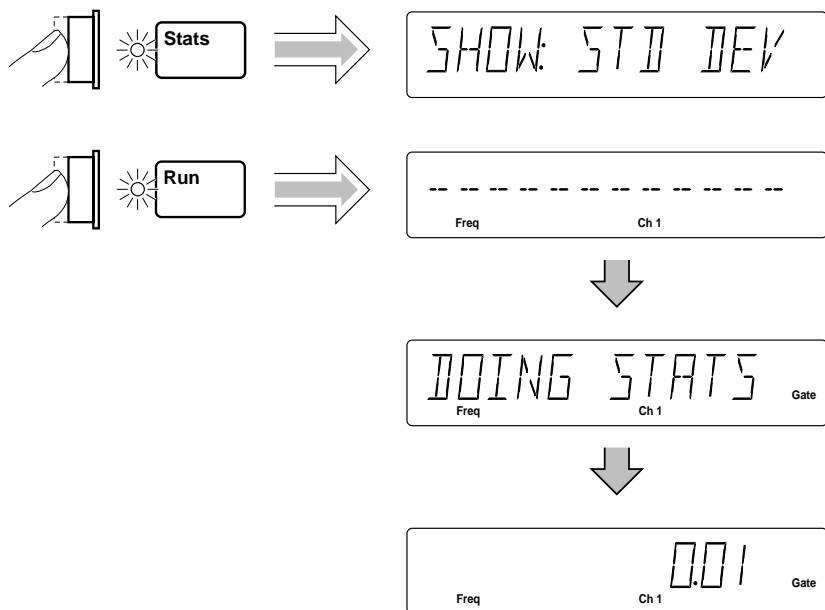 Stats
SHOW: STD DEV
Run
-- -- -- -- -- -- -- -- -- -- -- --
Freq Ch 1
DOING STATS
Freq Ch 1 Gate
0.01
Freq Ch 1 Gate